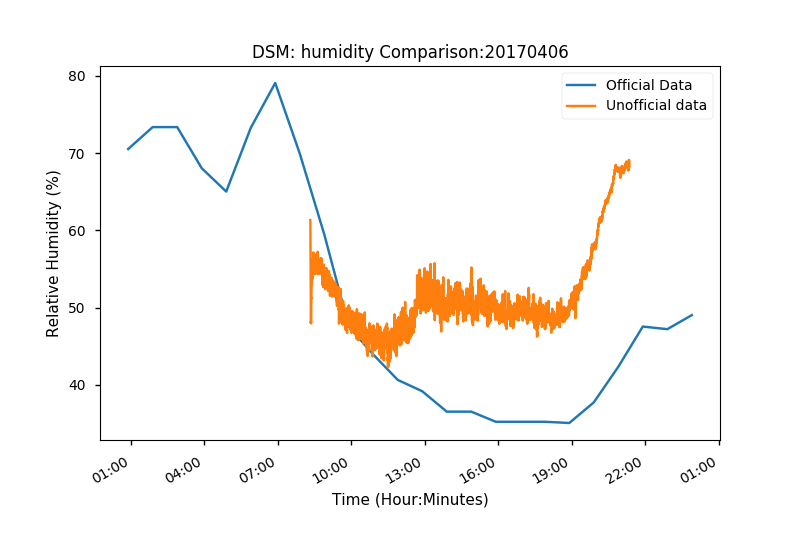 DSM: humidity Comparison:20170406
Official Data
Unofficial data
Relative Humidity (%)
80
70
60
50
40
01:00
04:00
07:00
10:00
13:00
16:00
19:00
22:00
01:00
Time (Hour:Minutes)